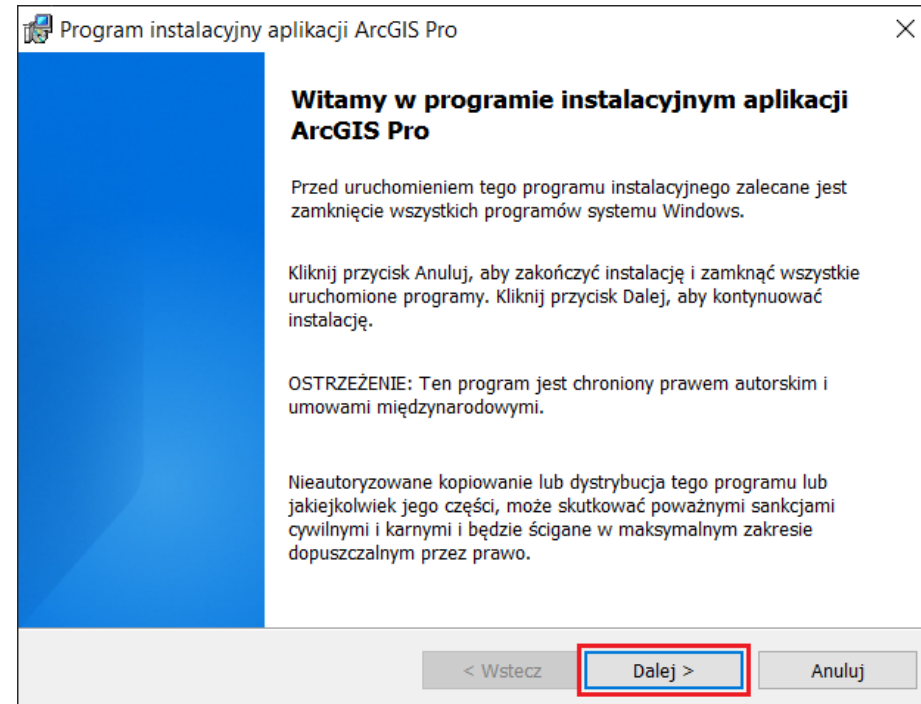 Program instalacyjny aplikacji ArcGIS Pro
Witamy w programie instalacyjnym aplikacji
ArcGIS Pro
Przed uruchomieniem tego programu instalacyjnego zalecane jest
zamknięcie wszystkich programów systemu Windows.
Kliknij przycisk Anuluj, aby zakończyć instalację i zamknąć wszystkie
uruchomione programy. Kliknij przycisk Dalej, aby kontynuować
instalację.
OSTRZEŻENIE: Ten program jest chroniony prawem autorskim i
umowami międzynarodowymi.
Nieautoryzowane kopiowanie lub dystrybucja tego programu lub
jakiejkolwiek jego części, może skutkować poważnymi sankcjami
cywilnymi i karnymi i będzie ścigane w maksymalnym zakresie
dopuszczalnym przez prawo.
< Wstecz Dalej > Anuluj